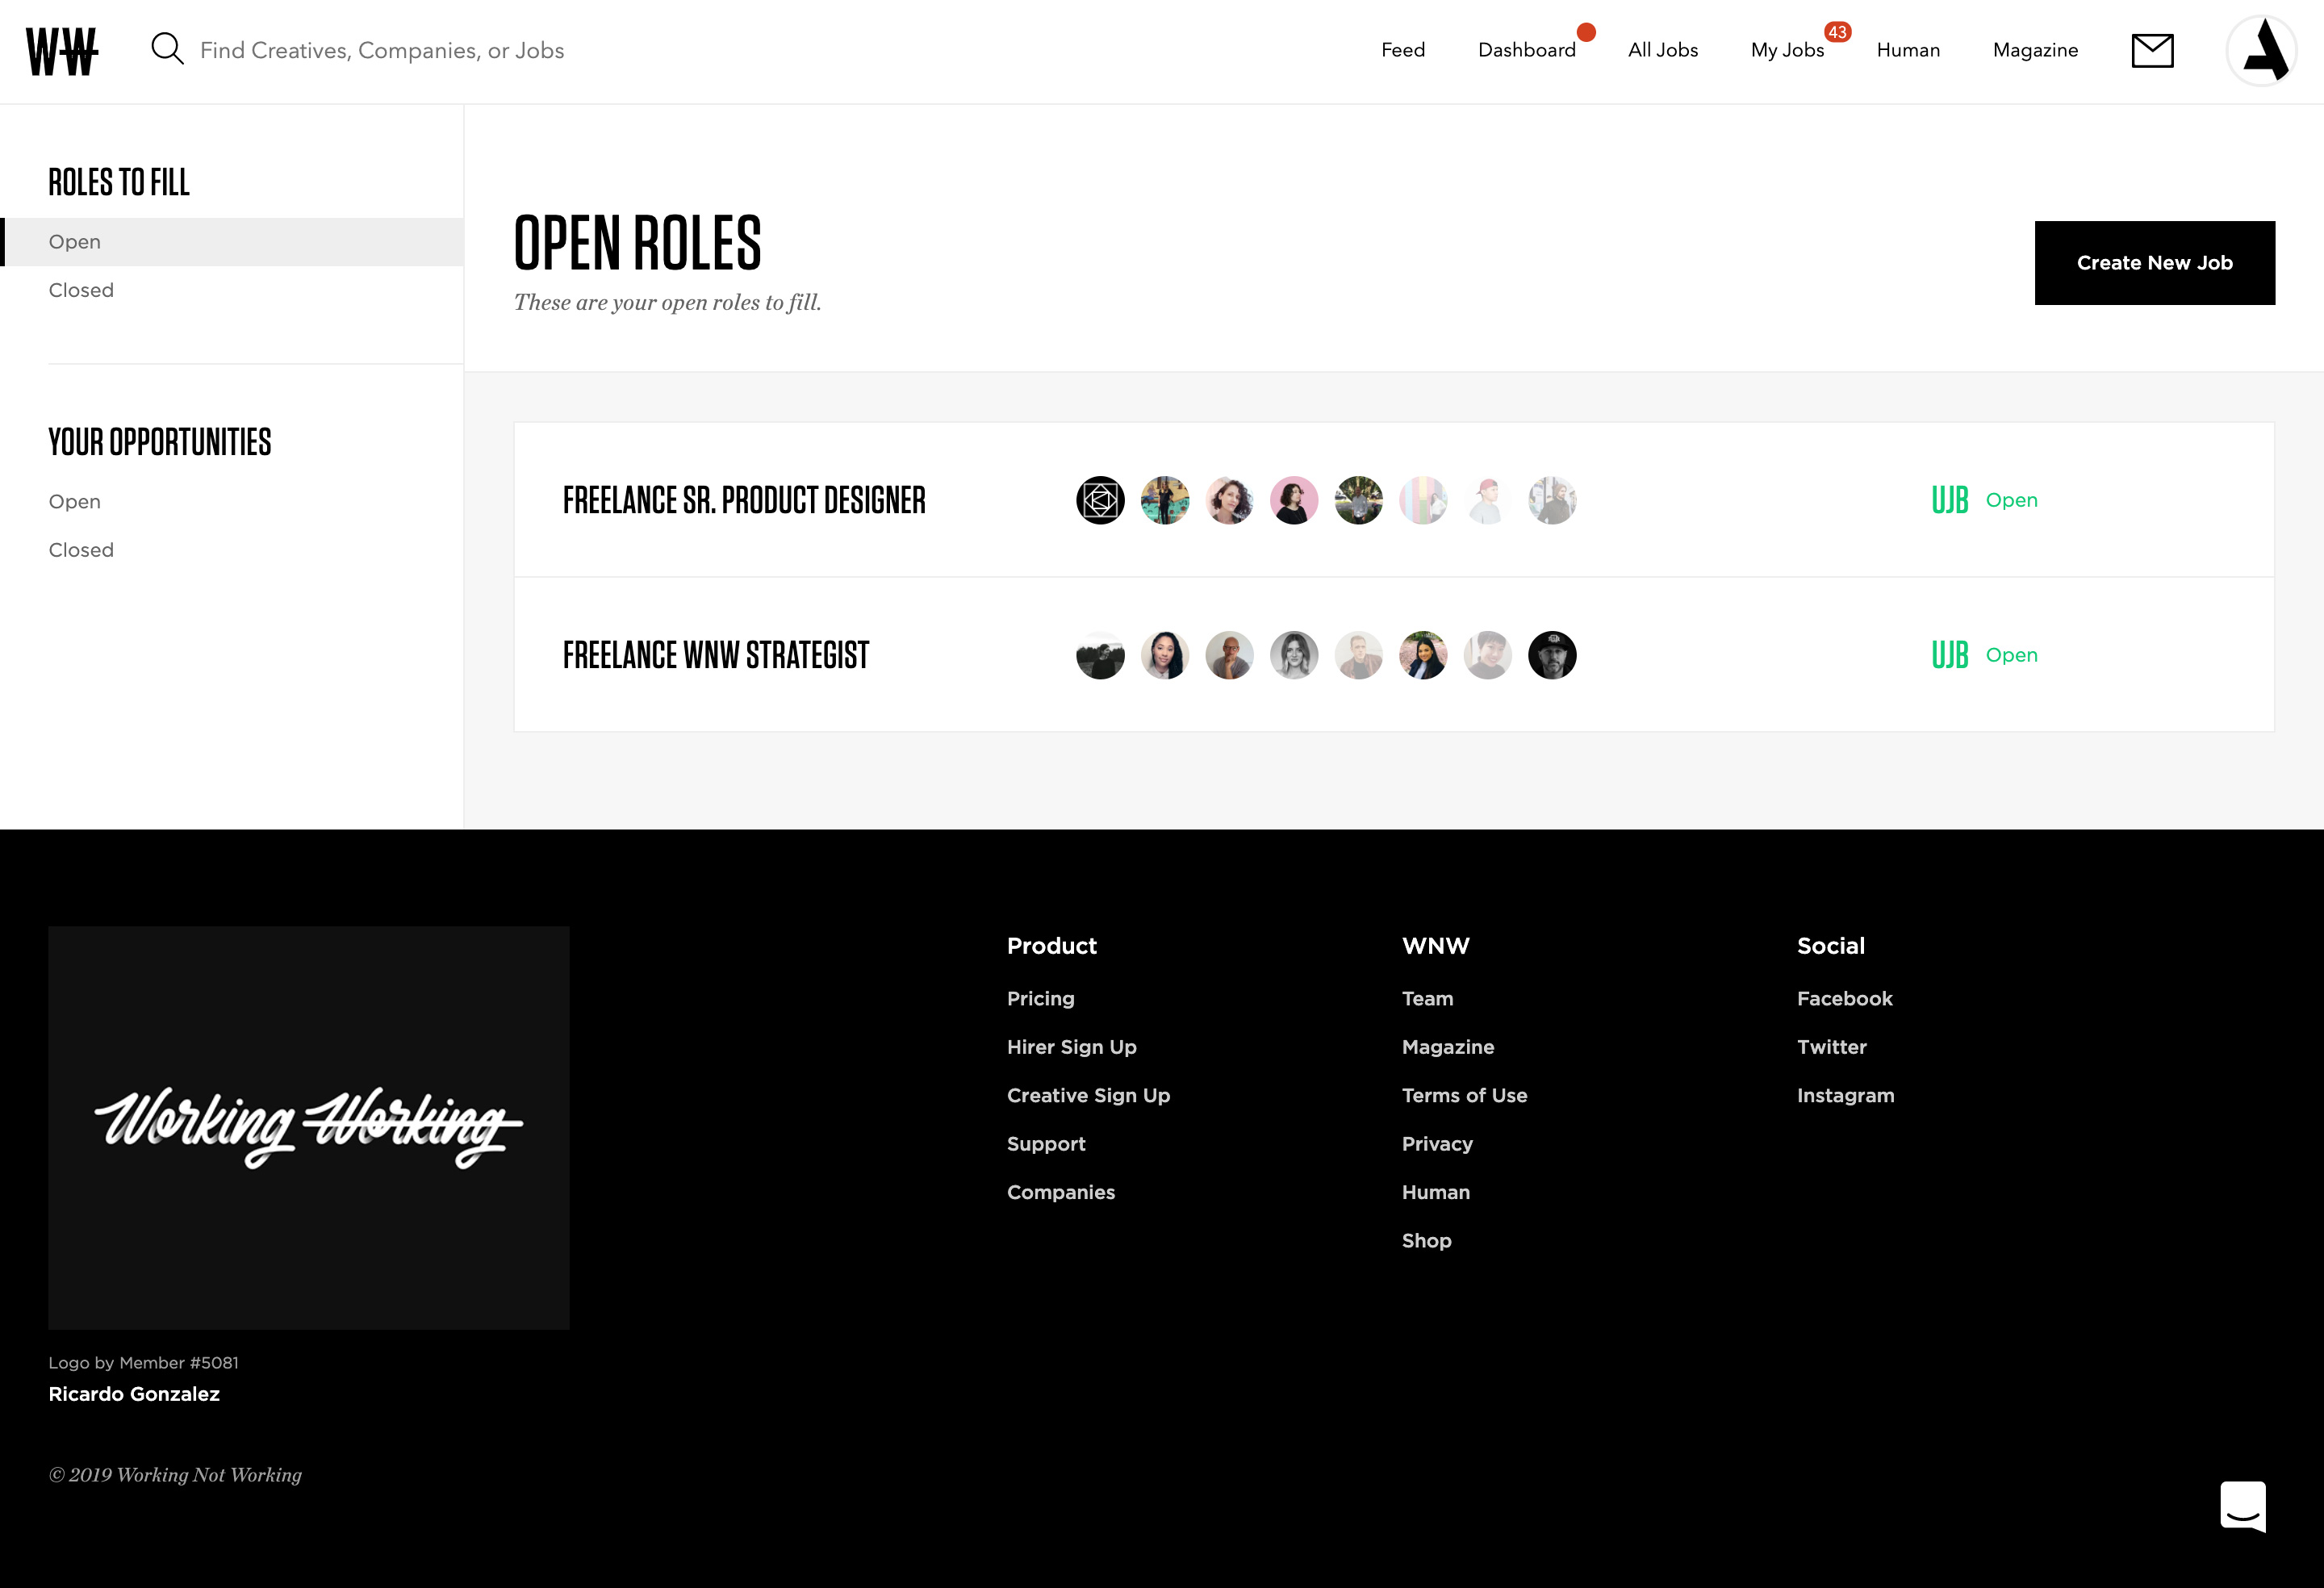 WW
Find Creatives, Companies, or Jobs
Feed
Dashboard
All Jobs
My Jobs
43
Human
Magazine
ROLES TO FILL
Open
Closed
YOUR OPPORTUNITIES
Open
Closed
OPEN ROLES
These are your open roles to fill.
Create New Job
FREELANCE SR. PRODUCT DESIGNER
UJB Open
FREELANCE WNW STRATEGIST
UJB Open
Working Working
Logo by Member #5081
Ricardo Gonzalez
© 2019 Working Not Working
Product
Pricing
Hirer Sign Up
Creative Sign Up
Support
Companies
WNW
Team
Magazine
Terms of Use
Privacy
Human
Shop
Social
Facebook
Twitter
Instagram